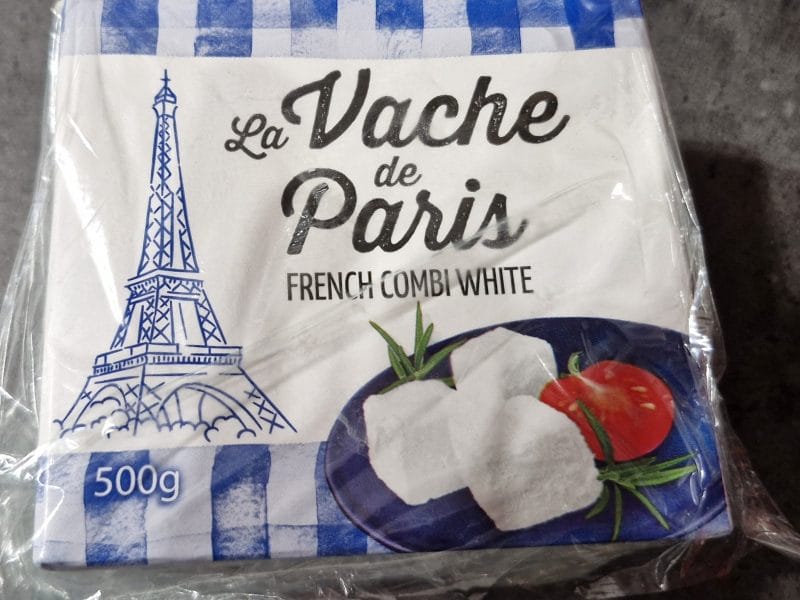 La Vache
de
Paris
FRENCH COMBI WHITE
500g